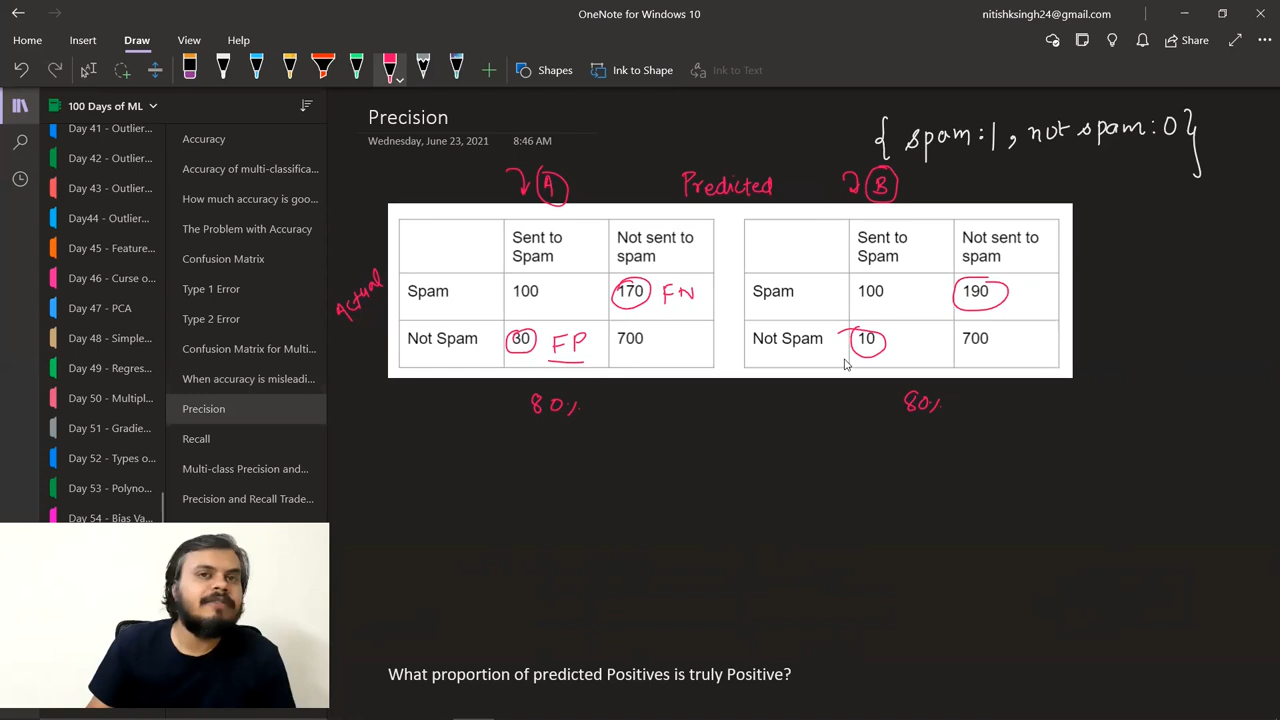 OneNote for Windows 10
nitishksingh24@gmail.com
Home Insert Draw View Help
Share
Shapes Ink to Shape Ink to Text
100 Days of ML
Day 41 - Outlier...
Day 42 - Outlier...
Day 43 - Outlier...
Day44 - Outlier...
Day 45 - Feature...
Day 46 - Curse o...
Day 47 - PCA
Day 48 - Simple...
Day 49 - Regres...
Day 50 - Multipl...
Day 51 - Gradie...
Day 52 - Types o...
Day 53 - Polyno...
Day 54 - Bias Va...
Accuracy
Accuracy of multi-classifica...
How much accuracy is goo...
The Problem with Accuracy
Confusion Matrix
Type 1 Error
Type 2 Error
Confusion Matrix for Multi...
When accuracy is misleadi...
Precision
Recall
Multi-class Precision and...
Precision and Recall Trade...
Precision
Wednesday, June 23, 2021 8:46 AM
{ spam:1, not spam:0}
A Predicted B
Actual
Sent to Spam Not sent to spam
Spam 100 170 FN
Not Spam 30 FP 700
80%
Sent to Spam Not sent to spam
Spam 100 190
Not Spam 10 700
80%
What proportion of predicted Positives is truly Positive?